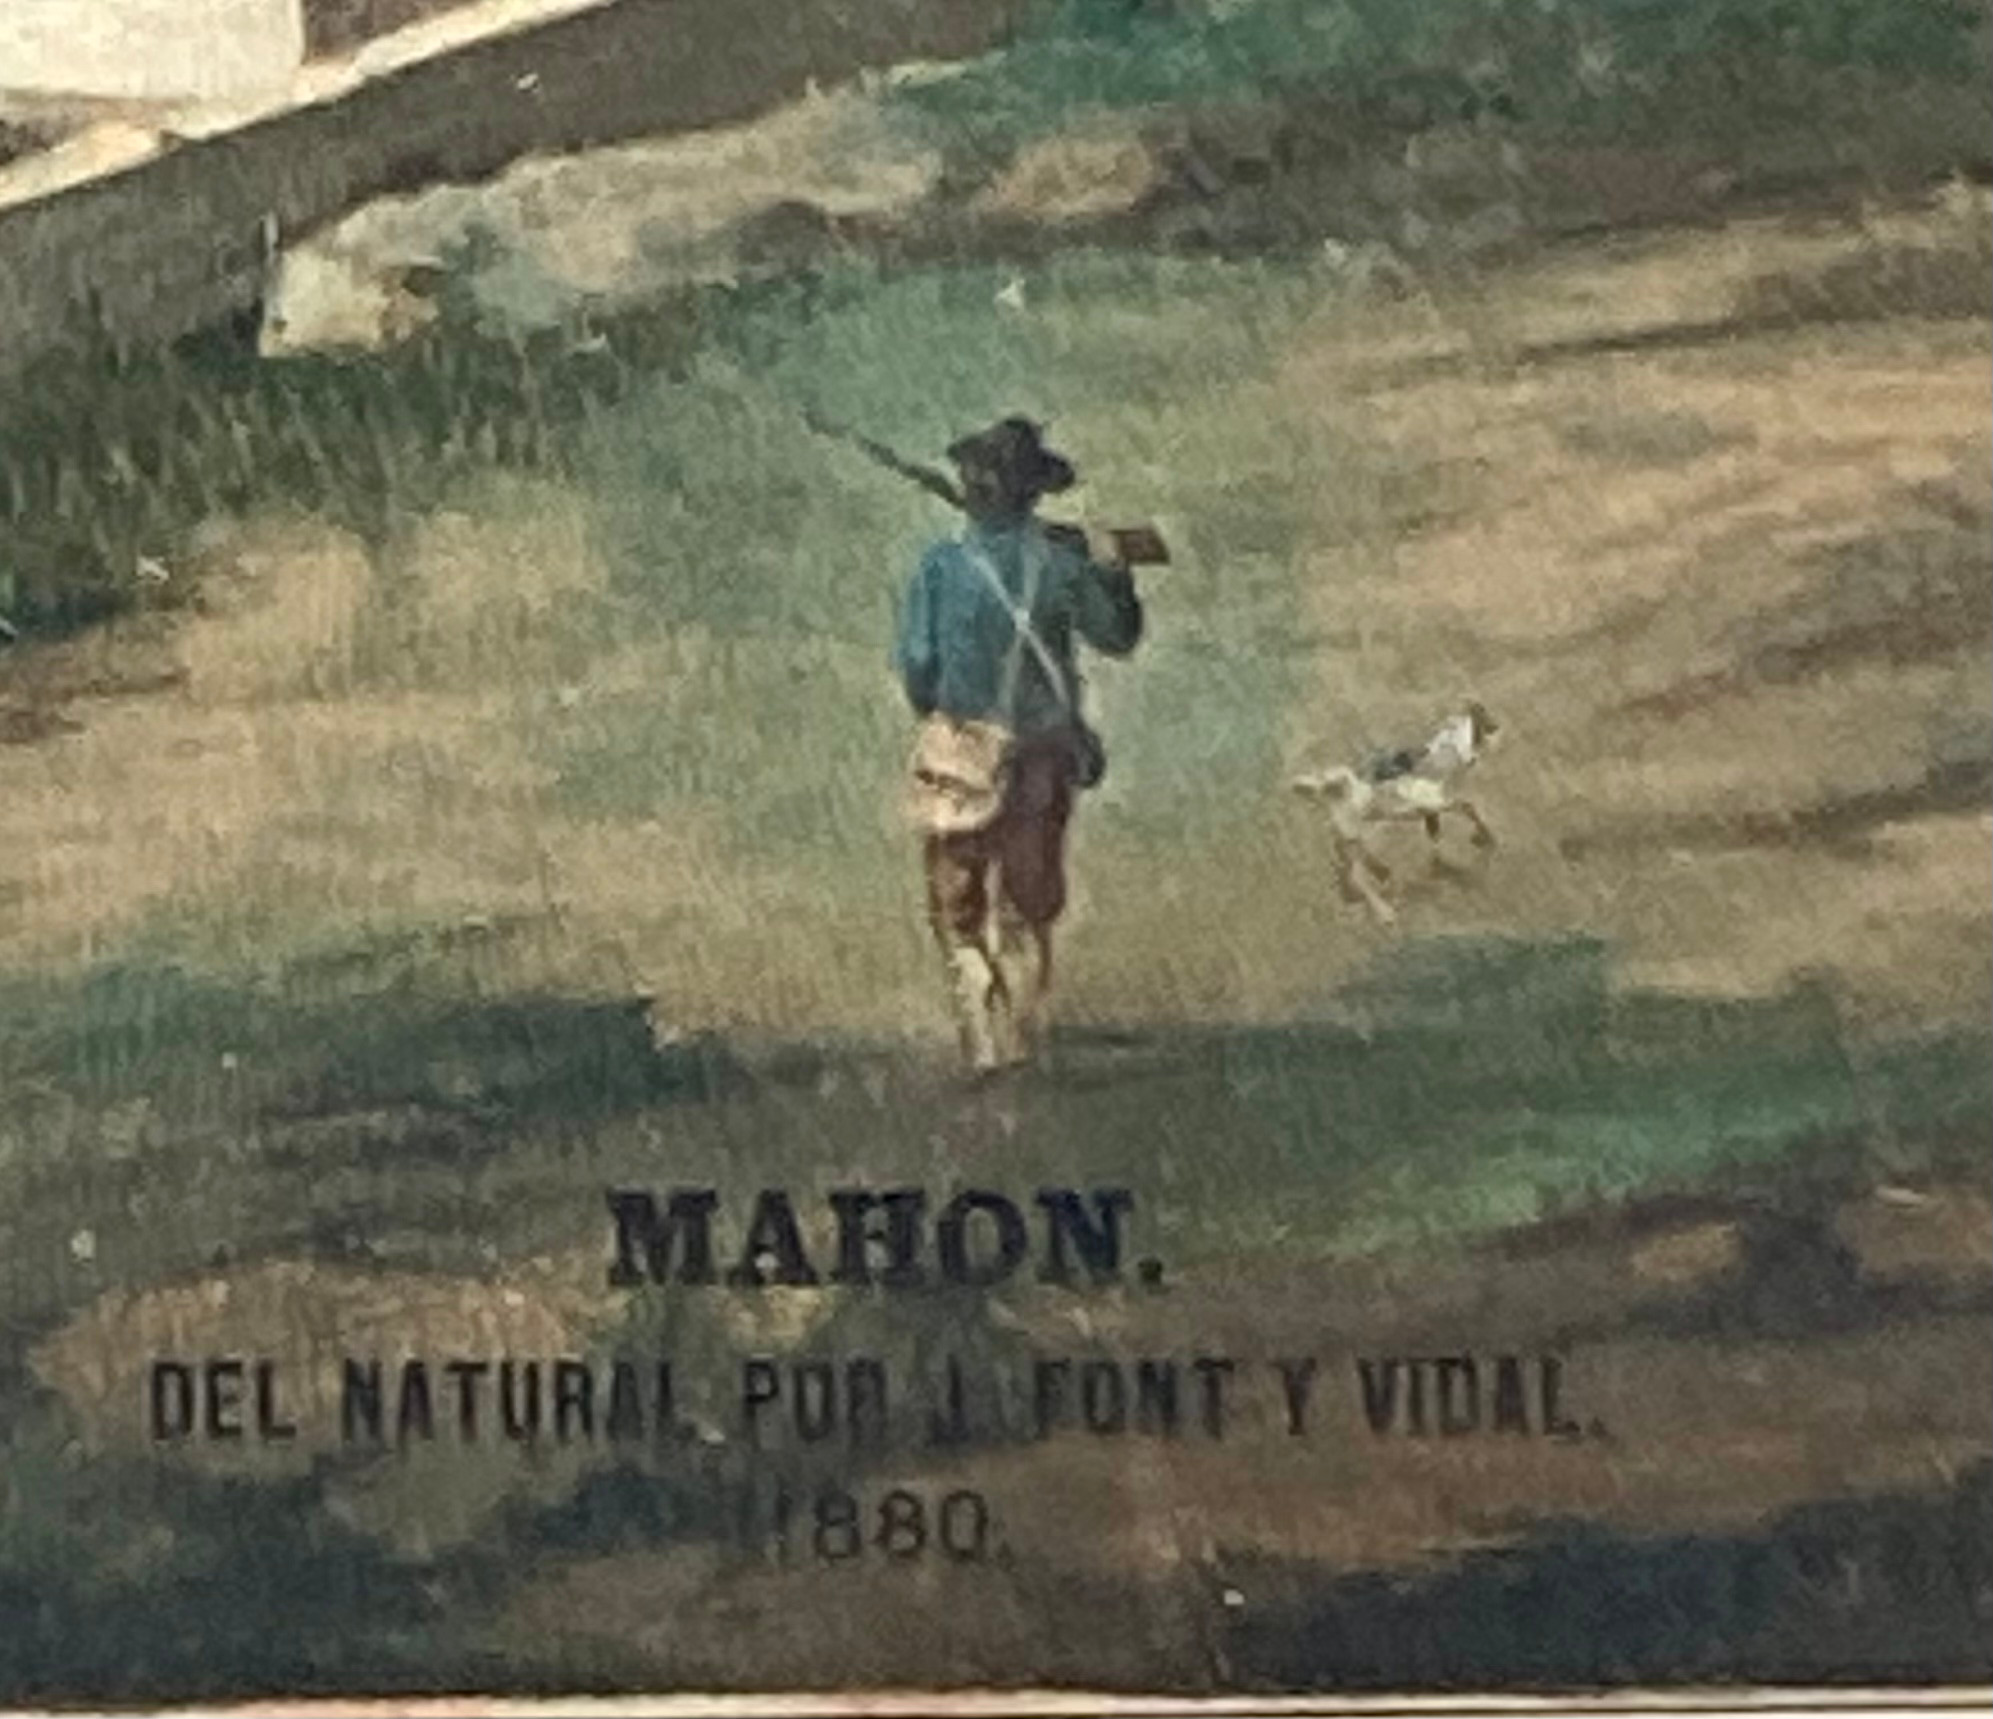 MAHON.
DEL NATURAL POR J. FONT Y VIDAL.
1880.